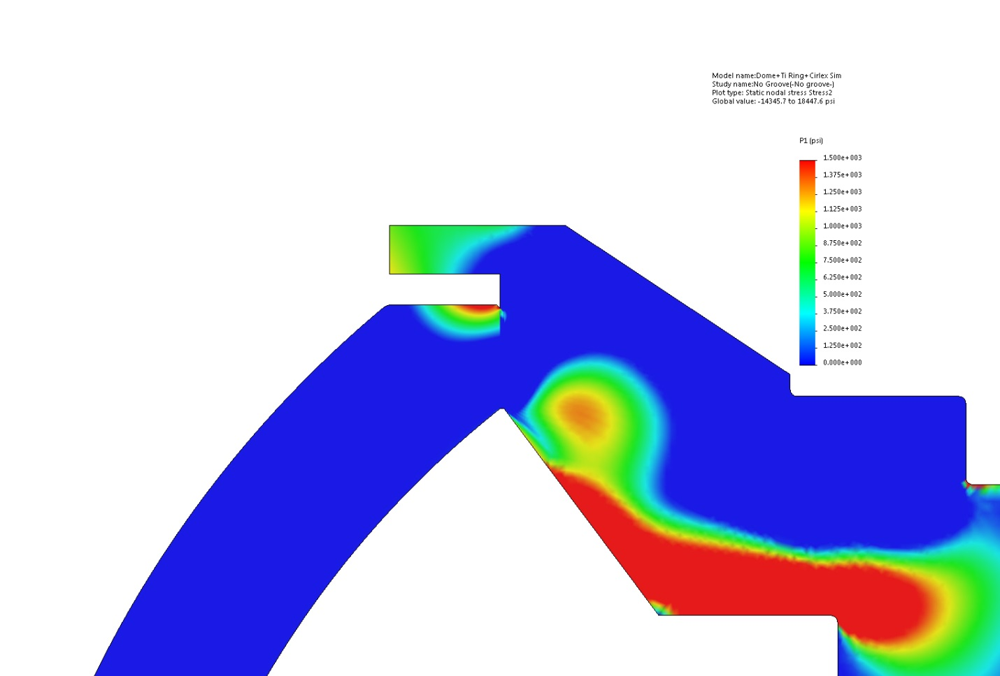 Model name:Dome+Ti Ring+Cirlex Sim
Study name:No Groove(-No groove-)
Plot type: Static nodal stress Stress2
Global value: -14345.7 to 18447.6 psi
P1 (psi)
1.500e+003
1.375e+003
1.250e+003
1.125e+003
1.000e+003
8.750e+002
7.500e+002
6.250e+002
5.000e+002
3.750e+002
2.500e+002
1.250e+002
0.000e+000